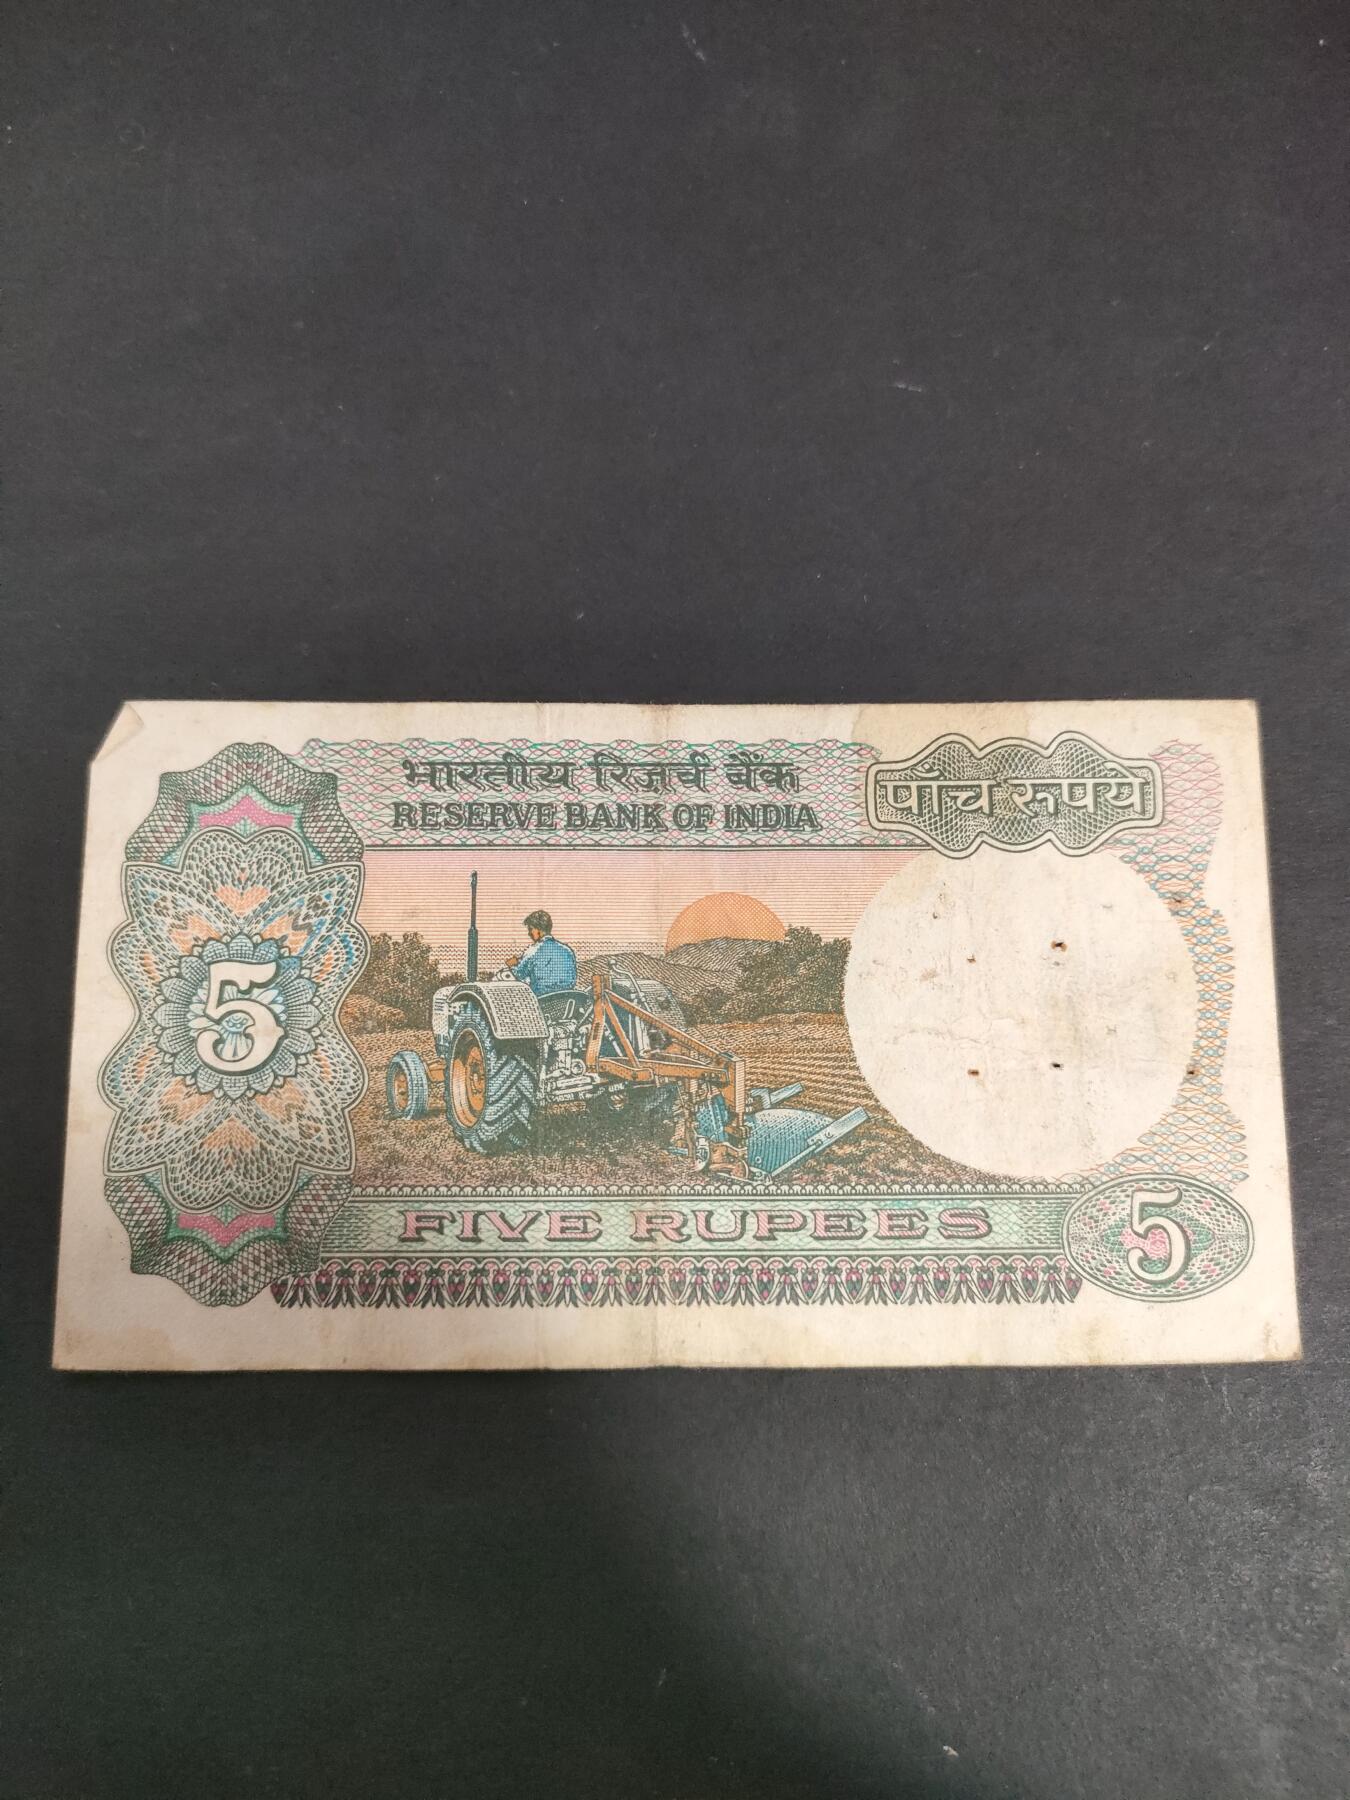 भारतीय रिज़र्व बैंक
RESERVE BANK OF INDIA
पाँच रुपये
5
FIVE RUPEES
5